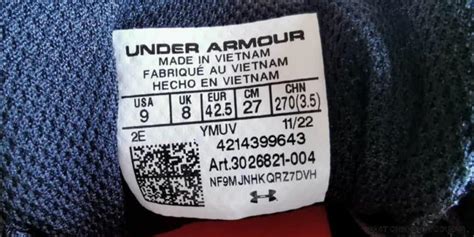 UNDER ARMOUR
MADE IN VIETNAM
FABRIQUÉ AU VIETNAM
HECHO EN VIETNAM
USA UK EUR CM CHN
9 8 42.5 27 270(3.5)
2E YMUV 11/22
4214399643
Art.3026821-004
NF9MJNHKQRZ7DVH